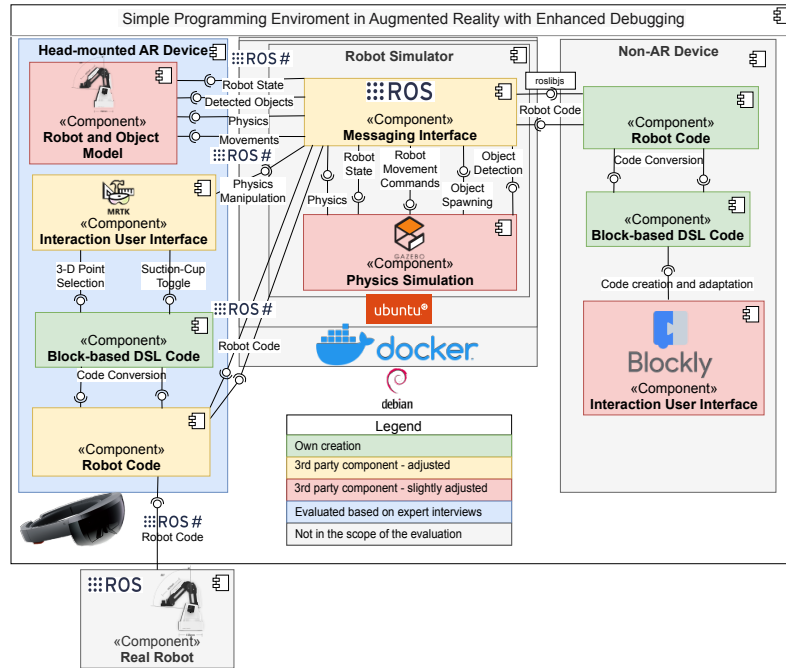 Simple Programming Enviroment in Augmented Reality with Enhanced Debugging
Head-mounted AR Device
ROS#
Robot Simulator
Non-AR Device
Robot State
Detected Objects
Physics
Movements
ROS#
«Component»
Robot and Object
Model
ROS
«Component»
Messaging Interface
roslibjs
Robot Code
«Component»
Robot Code
Physics
Manipulation
Physics
Robot
State
Robot
Movement
Commands
Object
Spawning
Object
Detection
Code Conversion
MRTK
«Component»
Interaction User Interface
GAZEBO
«Component»
Physics Simulation
«Component»
Block-based DSL Code
3-D Point
Selection
Suction-Cup
Toggle
Code creation and adaptation
ROS#
Robot Code
ubuntu
docker
debian
«Component»
Block-based DSL Code
Code Conversion
Blockly
«Component»
Interaction User Interface
«Component»
Robot Code
Legend
Own creation
3rd party component - adjusted
3rd party component - slightly adjusted
Evaluated based on expert interviews
Not in the scope of the evaluation
ROS#
Robot Code
ROS
«Component»
Real Robot